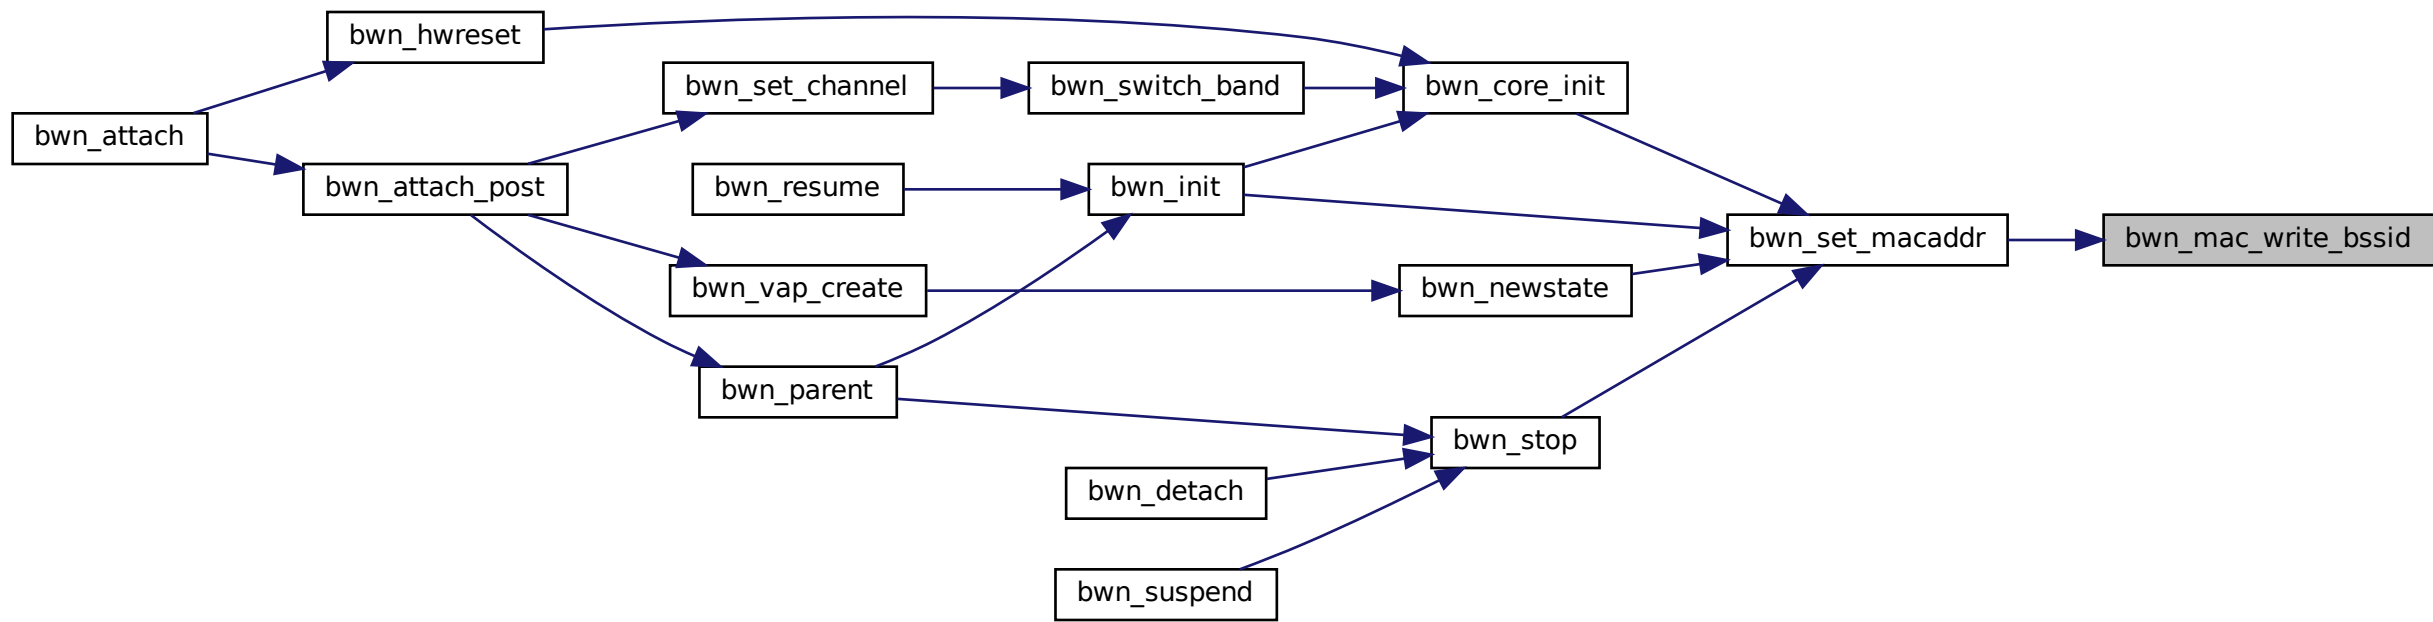 bwn_hwreset
bwn_set_channel
bwn_switch_band
bwn_core_init
bwn_attach
bwn_attach_post
bwn_resume
bwn_init
bwn_set_macaddr
bwn_mac_write_bssid
bwn_vap_create
bwn_newstate
bwn_parent
bwn_stop
bwn_detach
bwn_suspend